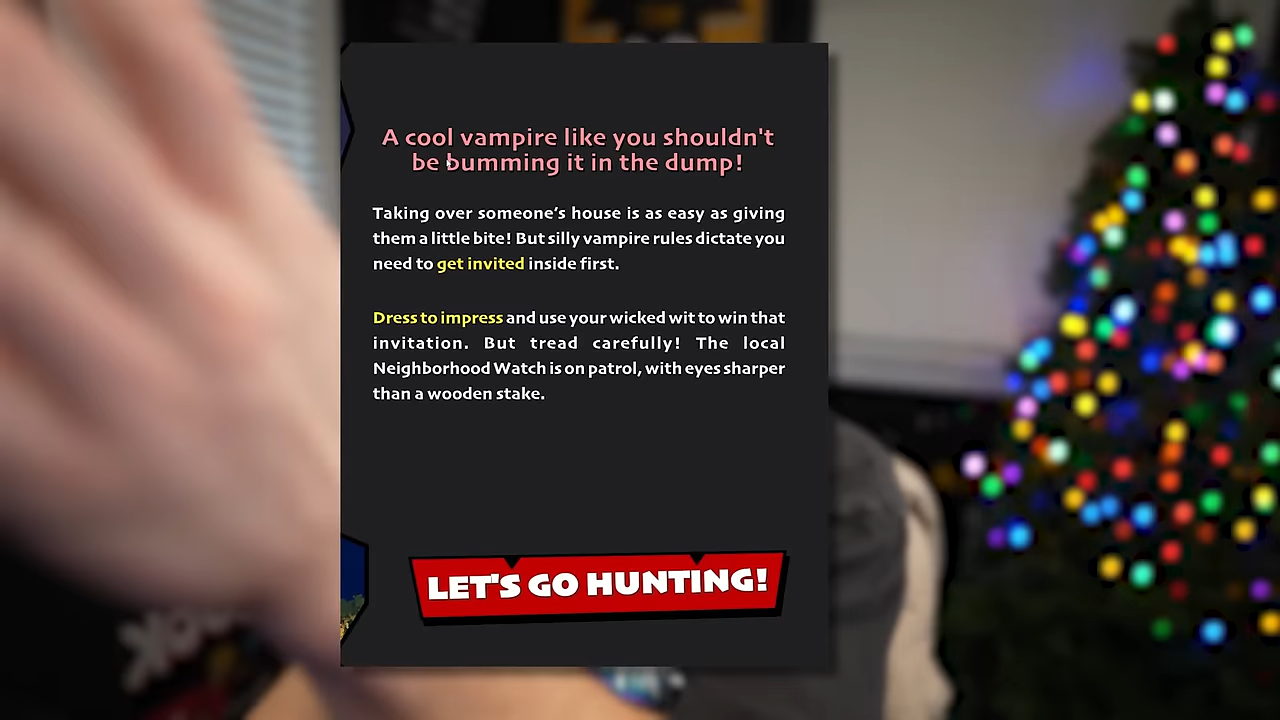 A cool vampire like you shouldn't
be bumming it in the dump!
Taking over someone’s house is as easy as giving
them a little bite! But silly vampire rules dictate you
need to get invited inside first.
Dress to impress and use your wicked wit to win that
invitation. But tread carefully! The local
Neighborhood Watch is on patrol, with eyes sharper
than a wooden stake.
LET'S GO HUNTING!